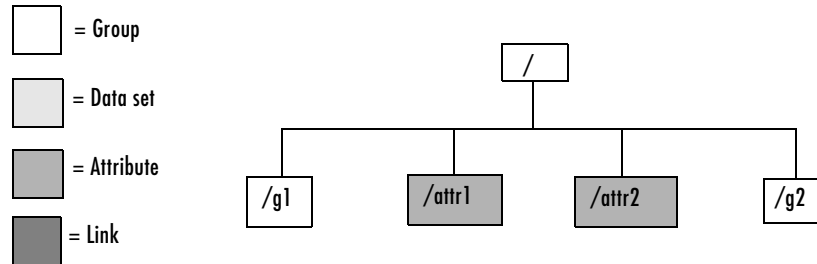 = Group
= Data set
= Attribute
= Link
/
/g1
/attr1
/attr2
/g2